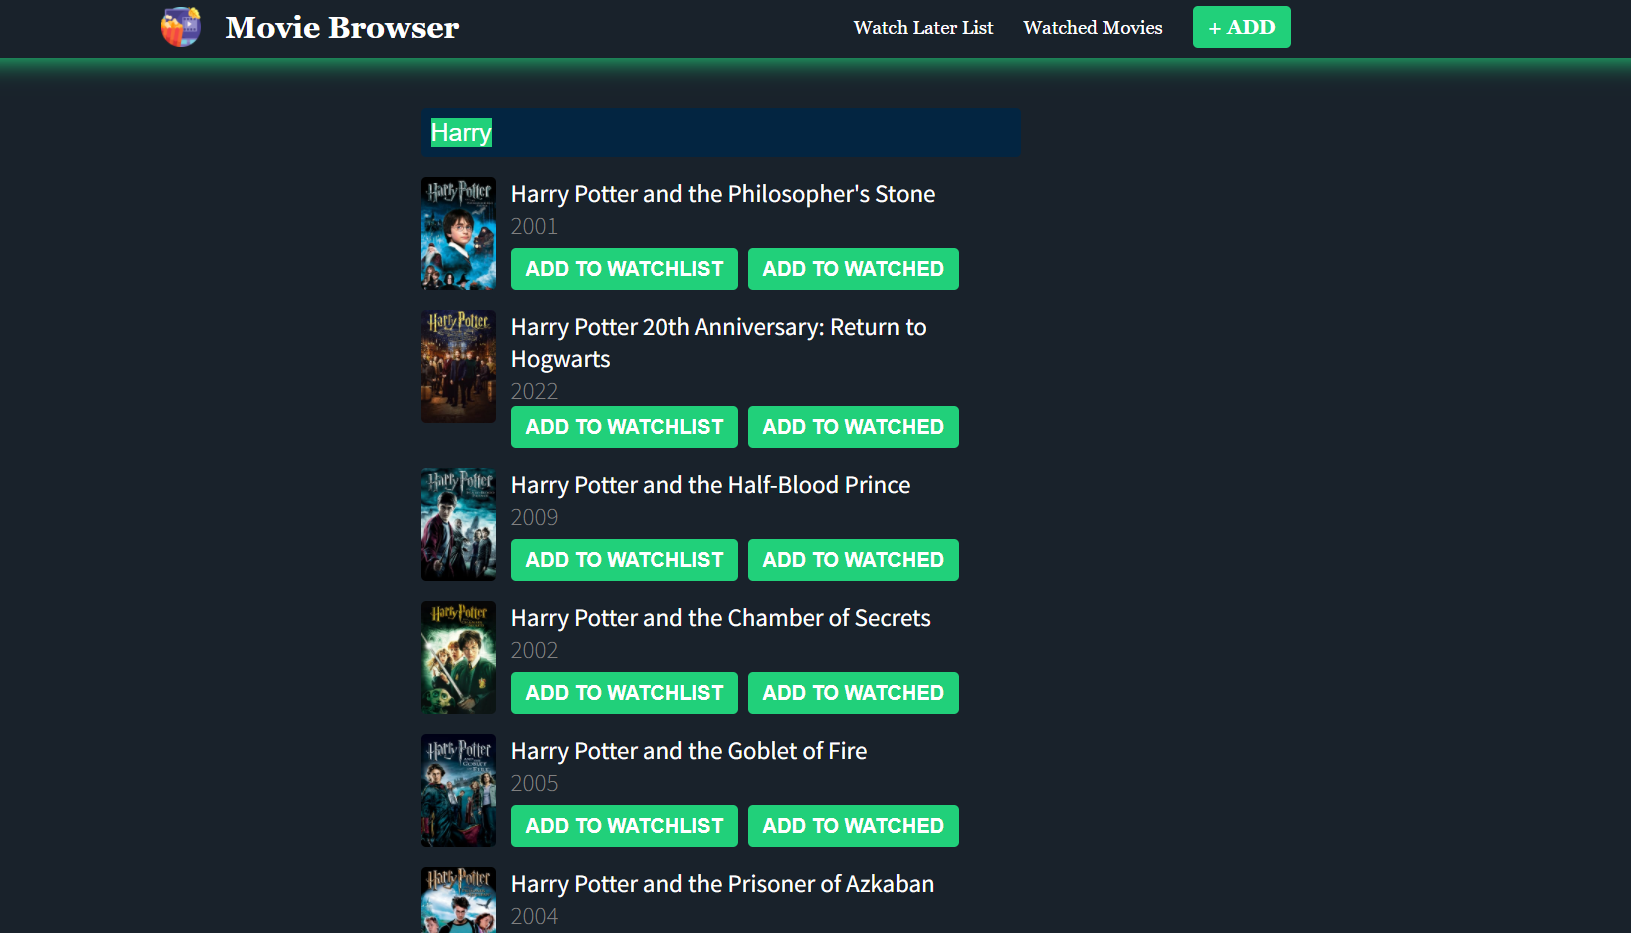 Movie Browser
Watch Later List
Watched Movies
+ ADD
Harry
Harry Potter
Harry Potter and the Philosopher's Stone
2001
ADD TO WATCHLIST
ADD TO WATCHED
Harry Potter
Harry Potter 20th Anniversary: Return to
Hogwarts
2022
ADD TO WATCHLIST
ADD TO WATCHED
Harry Potter
Harry Potter and the Half-Blood Prince
2009
ADD TO WATCHLIST
ADD TO WATCHED
Harry Potter
Harry Potter and the Chamber of Secrets
2002
ADD TO WATCHLIST
ADD TO WATCHED
Harry Potter
AND THE
GOBLET
OF FIRE
Harry Potter and the Goblet of Fire
2005
ADD TO WATCHLIST
ADD TO WATCHED
Harry Potter
Harry Potter and the Prisoner of Azkaban
2004